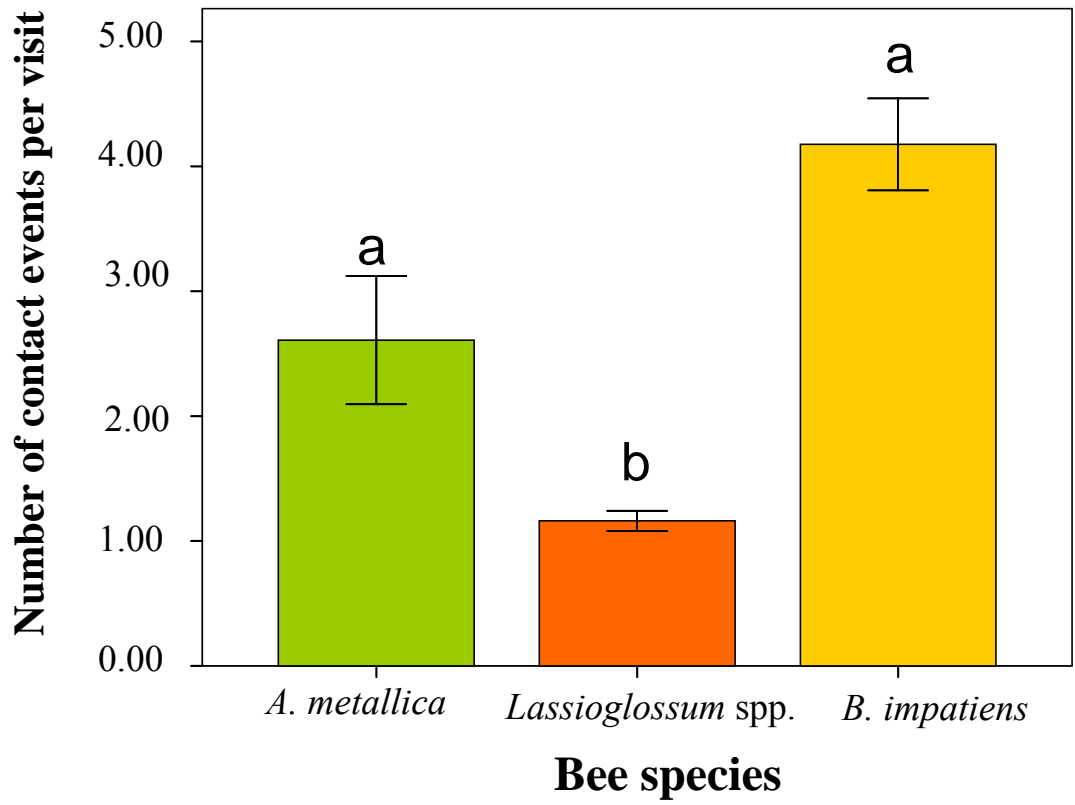 Number of contact events per visit
5.00
4.00
3.00
2.00
1.00
0.00
a
b
a
A. metallica
Lassioglossum spp.
B. impatiens
Bee species